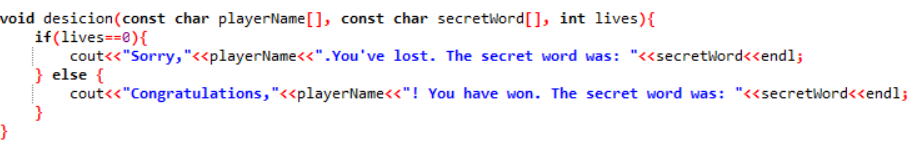 void desicion(const char playerName[], const char secretWord[], int lives){
    if(lives==0){
        cout<<"Sorry,"<<playerName<<".You've lost. The secret word was: "<<secretWord<<endl;
    } else {
        cout<<"Congratulations,"<<playerName<<"! You have won. The secret word was: "<<secretWord<<endl;
    }
}